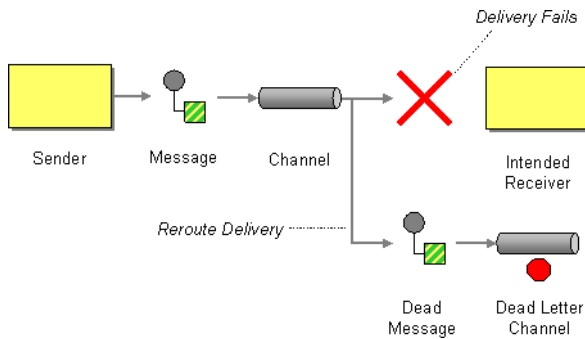 Delivery Fails
Sender
Message
Channel
Intended
Receiver
Reroute Delivery
Dead
Message
Dead Letter
Channel